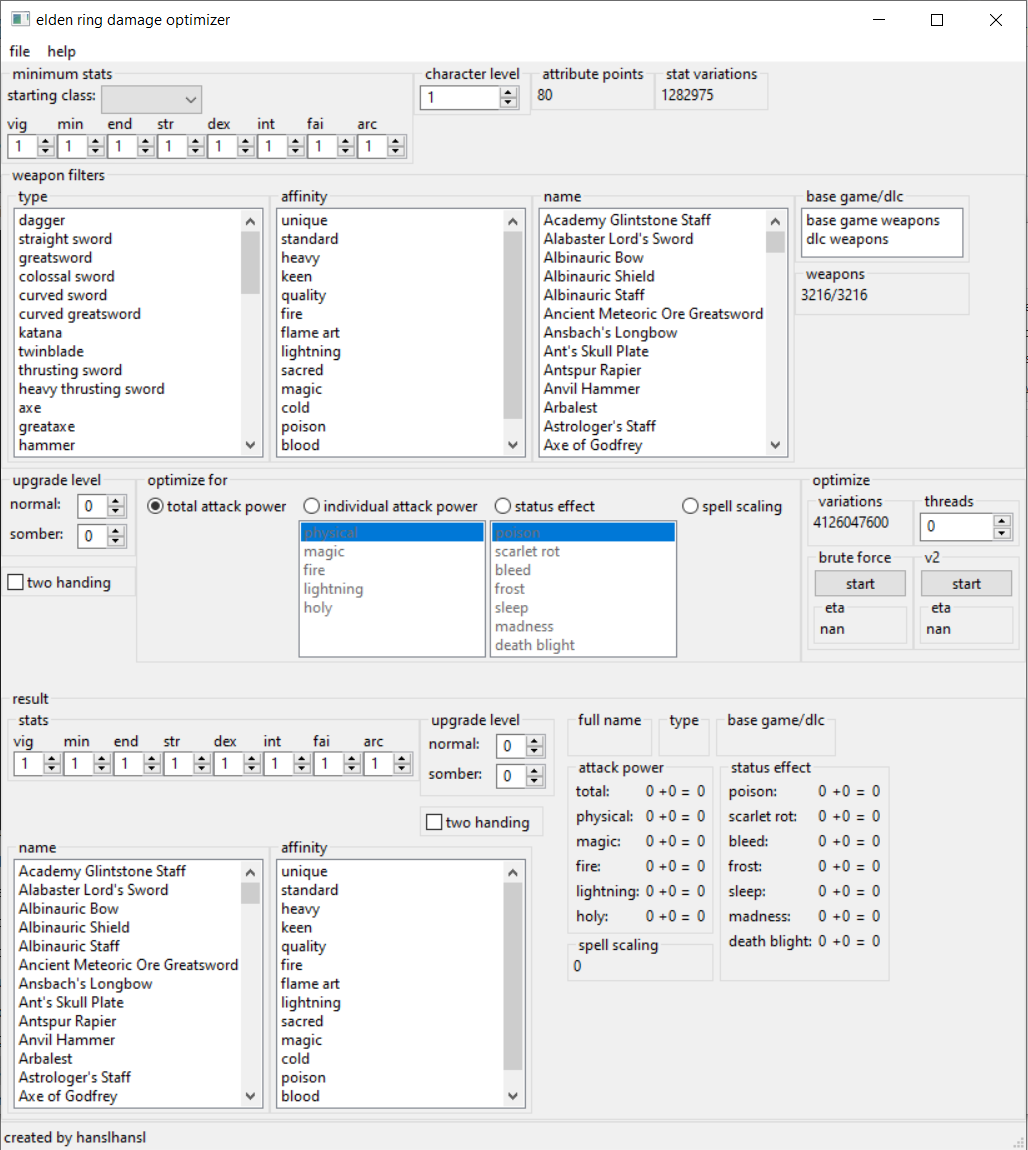 elden ring damage optimizer
file help
minimum stats
character level
attribute points
stat variations
starting class:
1
80
1282975
vig min end str dex int fai arc
1 1 1 1 1 1 1 1
weapon filters
type
affinity
name
base game/dlc
dagger
straight sword
greatsword
colossal sword
curved sword
curved greatsword
katana
twinblade
thrusting sword
heavy thrusting sword
axe
greataxe
hammer
unique
standard
heavy
keen
quality
fire
flame art
lightning
sacred
magic
cold
poison
blood
Academy Glintstone Staff
Alabaster Lord's Sword
Albinauric Bow
Albinauric Shield
Albinauric Staff
Ancient Meteoric Ore Greatsword
Ansbach's Longbow
Ant's Skull Plate
Antspur Rapier
Anvil Hammer
Arbalest
Astrologer's Staff
Axe of Godfrey
base game weapons
dlc weapons
weapons
3216/3216
upgrade level
normal: 0
somber: 0
two handing
optimize for
total attack power
individual attack power
status effect
spell scaling
physical
magic
fire
lightning
holy
poison
scarlet rot
bleed
frost
sleep
madness
death blight
optimize
variations
4126047600
threads
0
brute force
start
eta
nan
v2
start
eta
nan
result
stats
vig min end str dex int fai arc
1 1 1 1 1 1 1 1
upgrade level
normal: 0
somber: 0
two handing
full name
type
base game/dlc
attack power
total: 0 +0 = 0
physical: 0 +0 = 0
magic: 0 +0 = 0
fire: 0 +0 = 0
lightning: 0 +0 = 0
holy: 0 +0 = 0
spell scaling
0
status effect
poison: 0 +0 = 0
scarlet rot: 0 +0 = 0
bleed: 0 +0 = 0
frost: 0 +0 = 0
sleep: 0 +0 = 0
madness: 0 +0 = 0
death blight: 0 +0 = 0
name
Academy Glintstone Staff
Alabaster Lord's Sword
Albinauric Bow
Albinauric Shield
Albinauric Staff
Ancient Meteoric Ore Greatsword
Ansbach's Longbow
Ant's Skull Plate
Antspur Rapier
Anvil Hammer
Arbalest
Astrologer's Staff
Axe of Godfrey
affinity
unique
standard
heavy
keen
quality
fire
flame art
lightning
sacred
magic
cold
poison
blood
created by hanslhansl